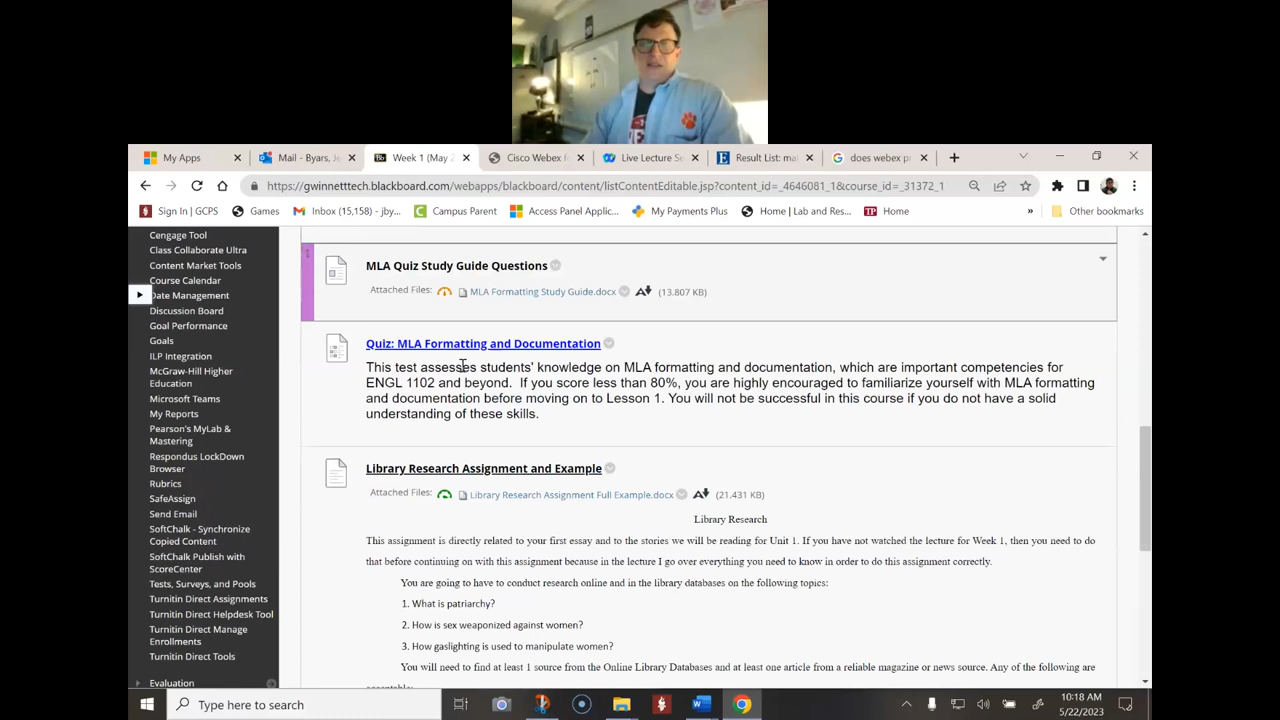 My Apps
Mail - Byars, Je
Week 1 (May 2
Cisco Webex f
Live Lecture Se
Result List: ma
does webex p
https://gwinnetttech.blackboard.com/webapps/blackboard/content/listContentEditable.jsp?content_id=_4646081_1&course_id=_31372_1
Sign In | GCPS
Games
Inbox (15,158) - jby...
Campus Parent
Access Panel Applic...
My Payments Plus
Home | Lab and Res...
Home
»
Other bookmarks
Cengage Tool
Class Collaborate Ultra
Content Market Tools
Course Calendar
Date Management
Discussion Board
Goal Performance
Goals
ILP Integration
McGraw-Hill Higher
Education
Microsoft Teams
My Reports
Pearson's MyLab &
Mastering
Respondus LockDown
Browser
Rubrics
SafeAssign
Send Email
SoftChalk - Synchronize
Copied Content
SoftChalk Publish with
ScoreCenter
Tests, Surveys, and Pools
Turnitin Direct Assignments
Turnitin Direct Helpdesk Tool
Turnitin Direct Manage
Enrollments
Turnitin Direct Tools
Evaluation
MLA Quiz Study Guide Questions
Attached Files: MLA Formatting Study Guide.docx (13.807 KB)
Quiz: MLA Formatting and Documentation
This test assesses students' knowledge on MLA formatting and documentation, which are important competencies for
ENGL 1102 and beyond. If you score less than 80%, you are highly encouraged to familiarize yourself with MLA formatting
and documentation before moving on to Lesson 1. You will not be successful in this course if you do not have a solid
understanding of these skills.
Library Research Assignment and Example
Attached Files: Library Research Assignment Full Example.docx (21.431 KB)
Library Research
This assignment is directly related to your first essay and to the stories we will be reading for Unit 1. If you have not watched the lecture for Week 1, then you need to do
that before continuing on with this assignment because in the lecture I go over everything you need to know in order to do this assignment correctly.
You are going to have to conduct research online and in the library databases on the following topics:
1. What is patriarchy?
2. How is sex weaponized against women?
3. How gaslighting is used to manipulate women?
You will need to find at least 1 source from the Online Library Databases and at least one article from a reliable magazine or news source. Any of the following are
acceptable:
Type here to search
10:18 AM
5/22/2023